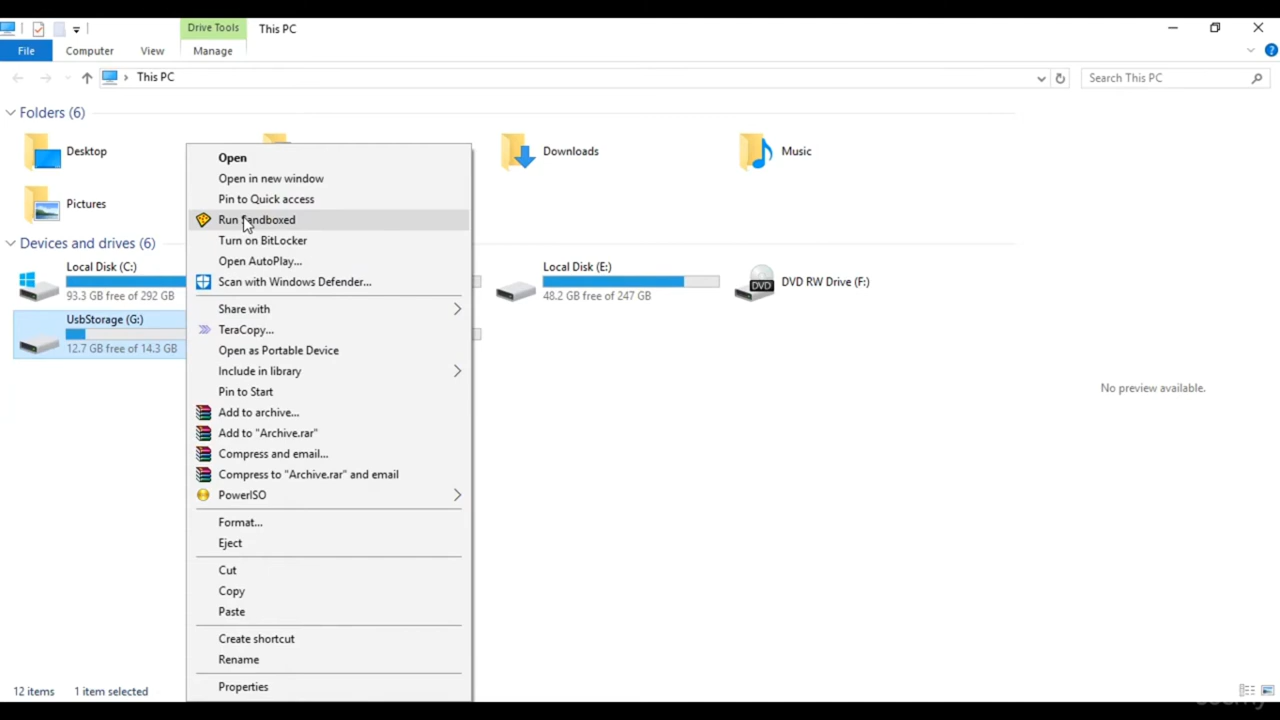 Drive Tools
This PC
File
Computer
View
Manage
This PC
Search This PC
Folders (6)
Desktop
Downloads
Music
Pictures
Devices and drives (6)
Local Disk (C:)
93.3 GB free of 292 GB
Local Disk (E:)
48.2 GB free of 247 GB
DVD RW Drive (F:)
DVD
UsbStorage (G:)
12.7 GB free of 14.3 GB
Open
Open in new window
Pin to Quick access
Run Sandboxed
Turn on BitLocker
Open AutoPlay...
Scan with Windows Defender...
Share with
TeraCopy...
Open as Portable Device
Include in library
Pin to Start
Add to archive...
Add to "Archive.rar"
Compress and email...
Compress to "Archive.rar" and email
PowerISO
Format...
Eject
Cut
Copy
Paste
Create shortcut
Rename
Properties
No preview available.
12 items
1 item selected